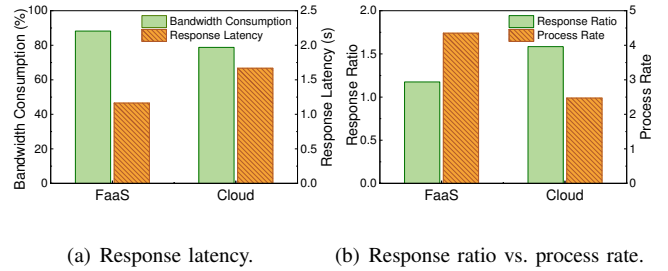 100
80
60
40
20
0
Bandwidth Consumption (%)
Bandwidth Consumption
Response Latency
2.5
2.0
1.5
1.0
0.5
0.0
Response Latency (s)
FaaS
Cloud
2.0
1.5
1.0
0.5
0.0
Response Ratio
Response Ratio
Process Rate
5
4
3
2
1
0
Process Rate
FaaS
Cloud
(a) Response latency.
(b) Response ratio vs. process rate.